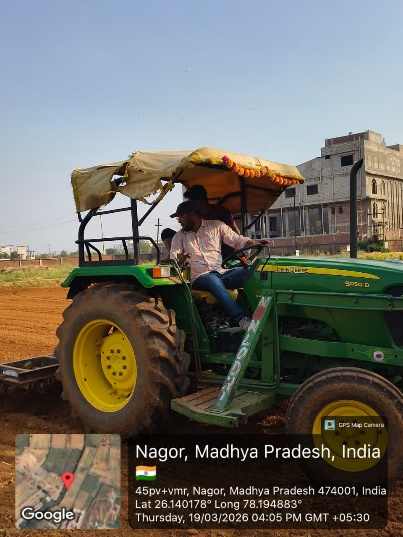 5050 D
GPS Map Camera
Nagor, Madhya Pradesh, India
45pv+vmr, Nagor, Madhya Pradesh 474001, India
Lat 26.140178° Long 78.194883°
Thursday, 19/03/2026 04:05 PM GMT +05:30
Google